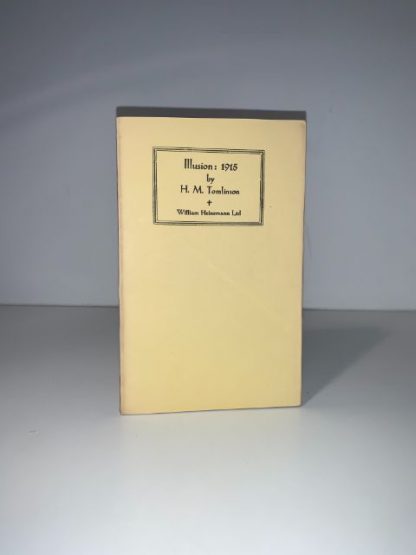 Illusion: 1915
by
H. M. Tomlinson
+
William Heinemann Ltd